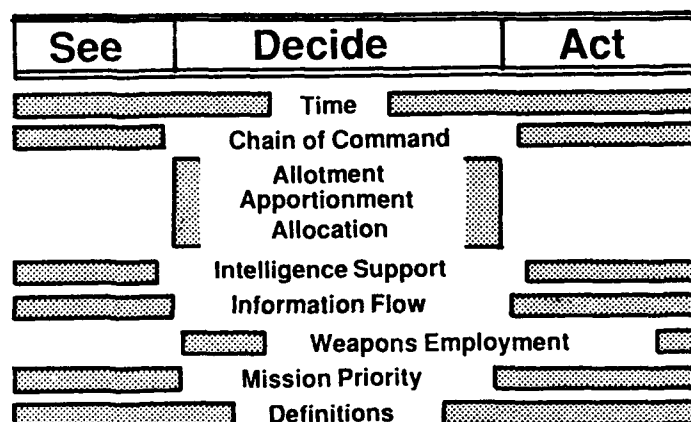 See Decide Act
Time
Chain of Command
Allotment
Apportionment
Allocation
Intelligence Support
Information Flow
Weapons Employment
Mission Priority
Definitions